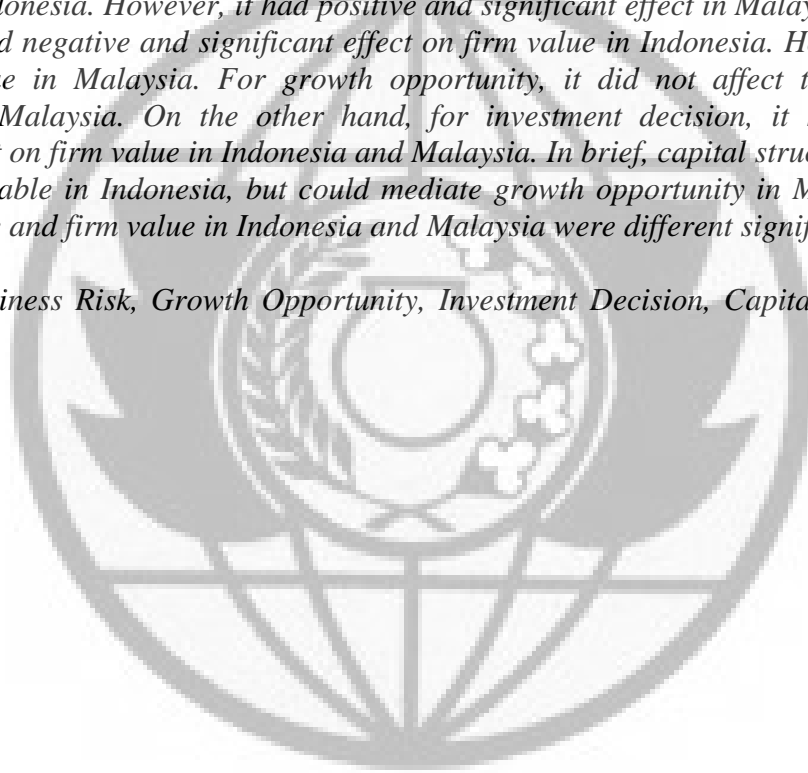 donesia. However, it had positive and significant effect in Malay
d negative and significant effect on firm value in Indonesia. H
e in Malaysia. For growth opportunity, it did not affect t
Malaysia. On the other hand, for investment decision, it
t on firm value in Indonesia and Malaysia. In brief, capital struc
able in Indonesia, but could mediate growth opportunity in M
and firm value in Indonesia and Malaysia were different signif
iness Risk, Growth Opportunity, Investment Decision, Capita